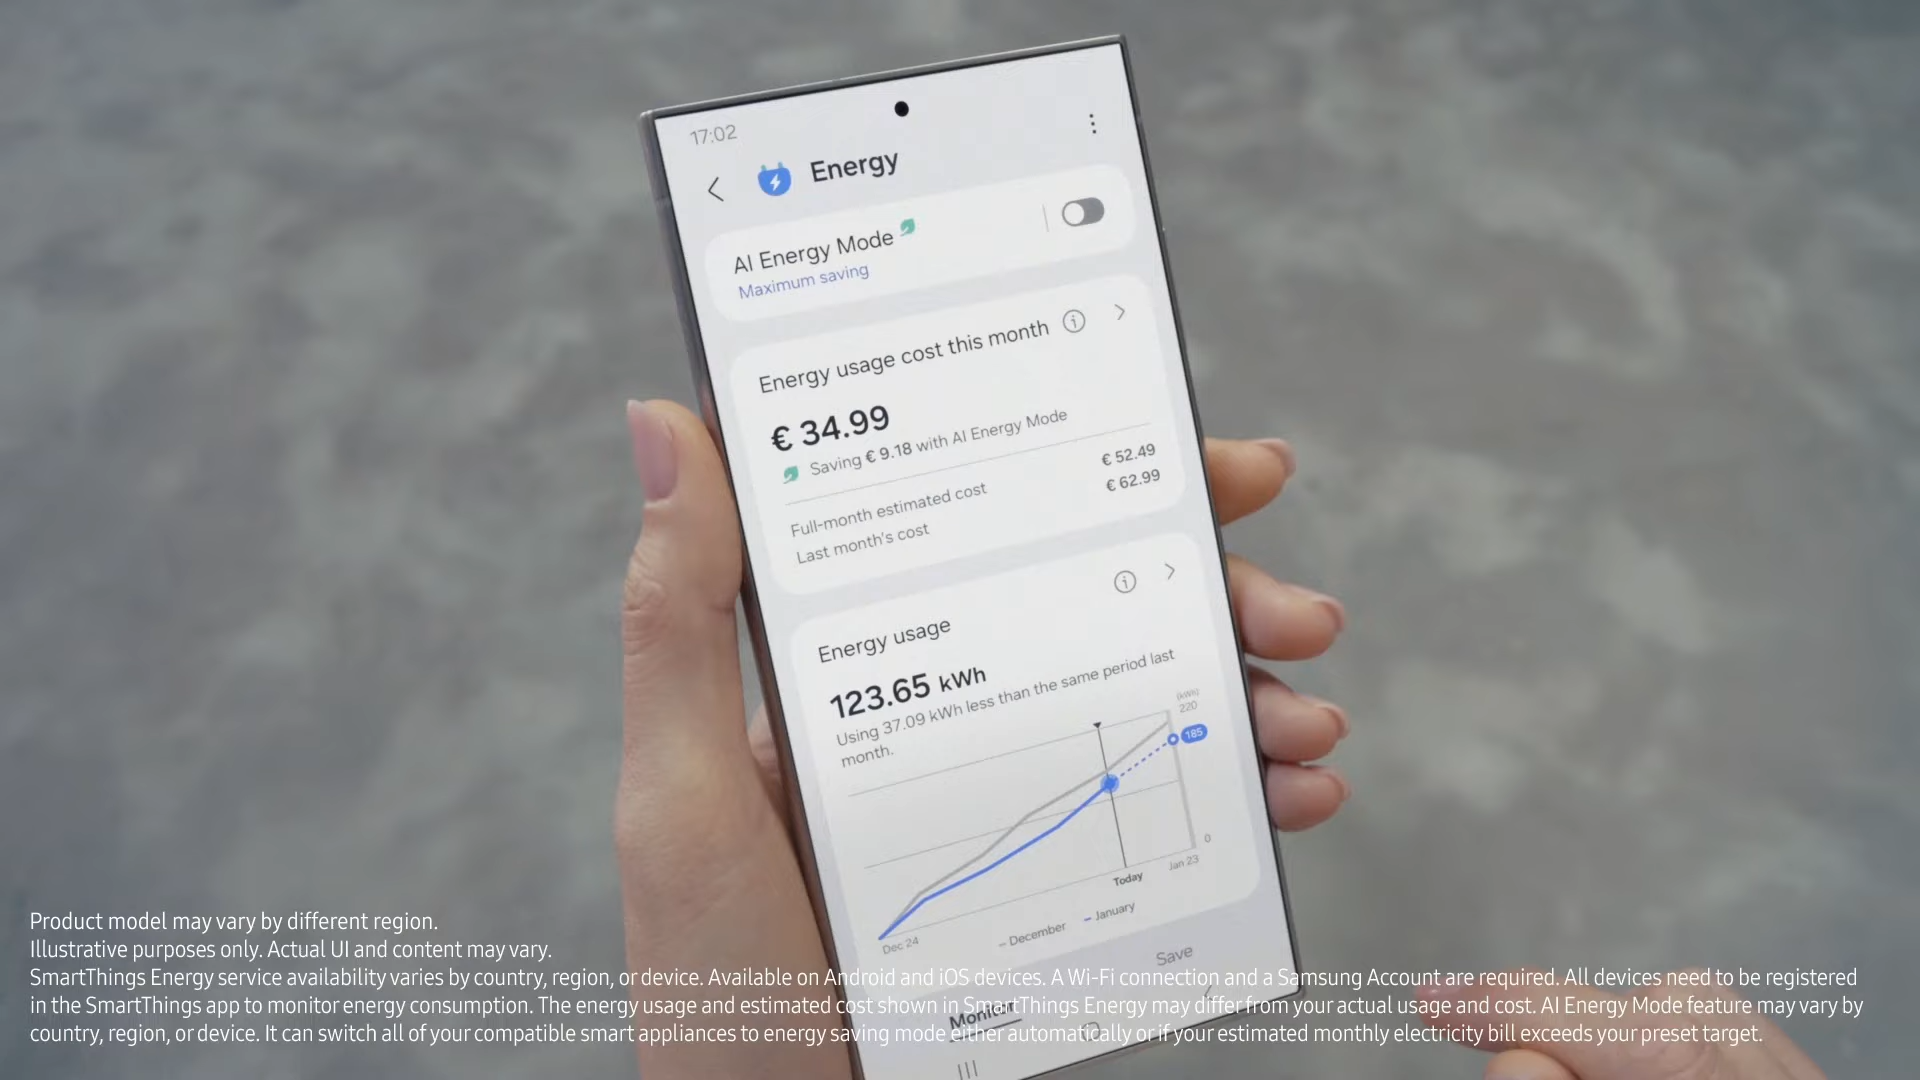 17:02
Energy
AI Energy Mode
Maximum saving
Energy usage cost this month
€ 34.99
Saving € 9.18 with AI Energy Mode
Full-month estimated cost € 52.49
Last month's cost € 62.99
Energy usage
123.65 kWh
Using 37.09 kWh less than the same period last
month.
(kWh)
220
185
0
Dec 24 Today Jan 23
December January
Monitor Save
Product model may vary by different region.
Illustrative purposes only. Actual UI and content may vary.
SmartThings Energy service availability varies by country, region, or device. Available on Android and iOS devices. A Wi-Fi connection and a Samsung Account are required. All devices need to be registered
in the SmartThings app to monitor energy consumption. The energy usage and estimated cost shown in SmartThings Energy may differ from your actual usage and cost. AI Energy Mode feature may vary by
country, region, or device. It can switch all of your compatible smart appliances to energy saving mode either automatically or if your estimated monthly electricity bill exceeds your preset target.